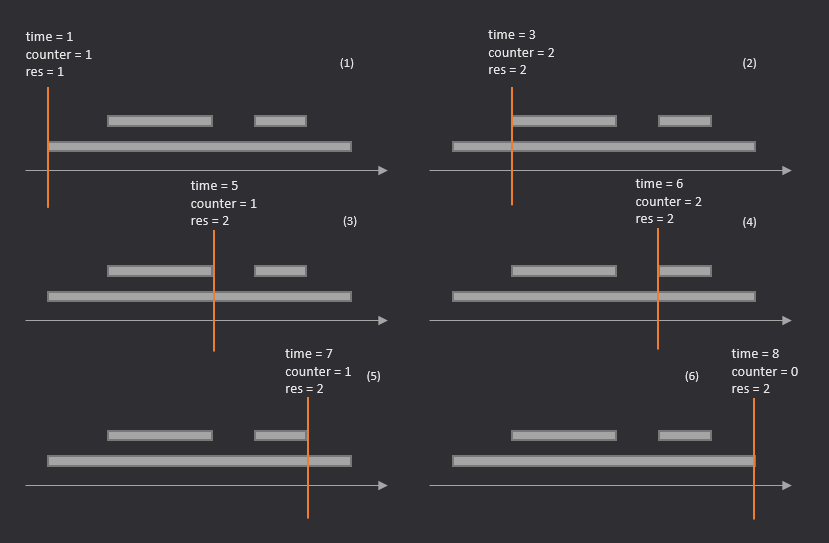 time = 1
counter = 1
res = 1
(1)
time = 3
counter = 2
res = 2
(2)
time = 5
counter = 1
res = 2
(3)
time = 6
counter = 2
res = 2
(4)
time = 7
counter = 1
res = 2
(5)
time = 8
counter = 0
res = 2
(6)